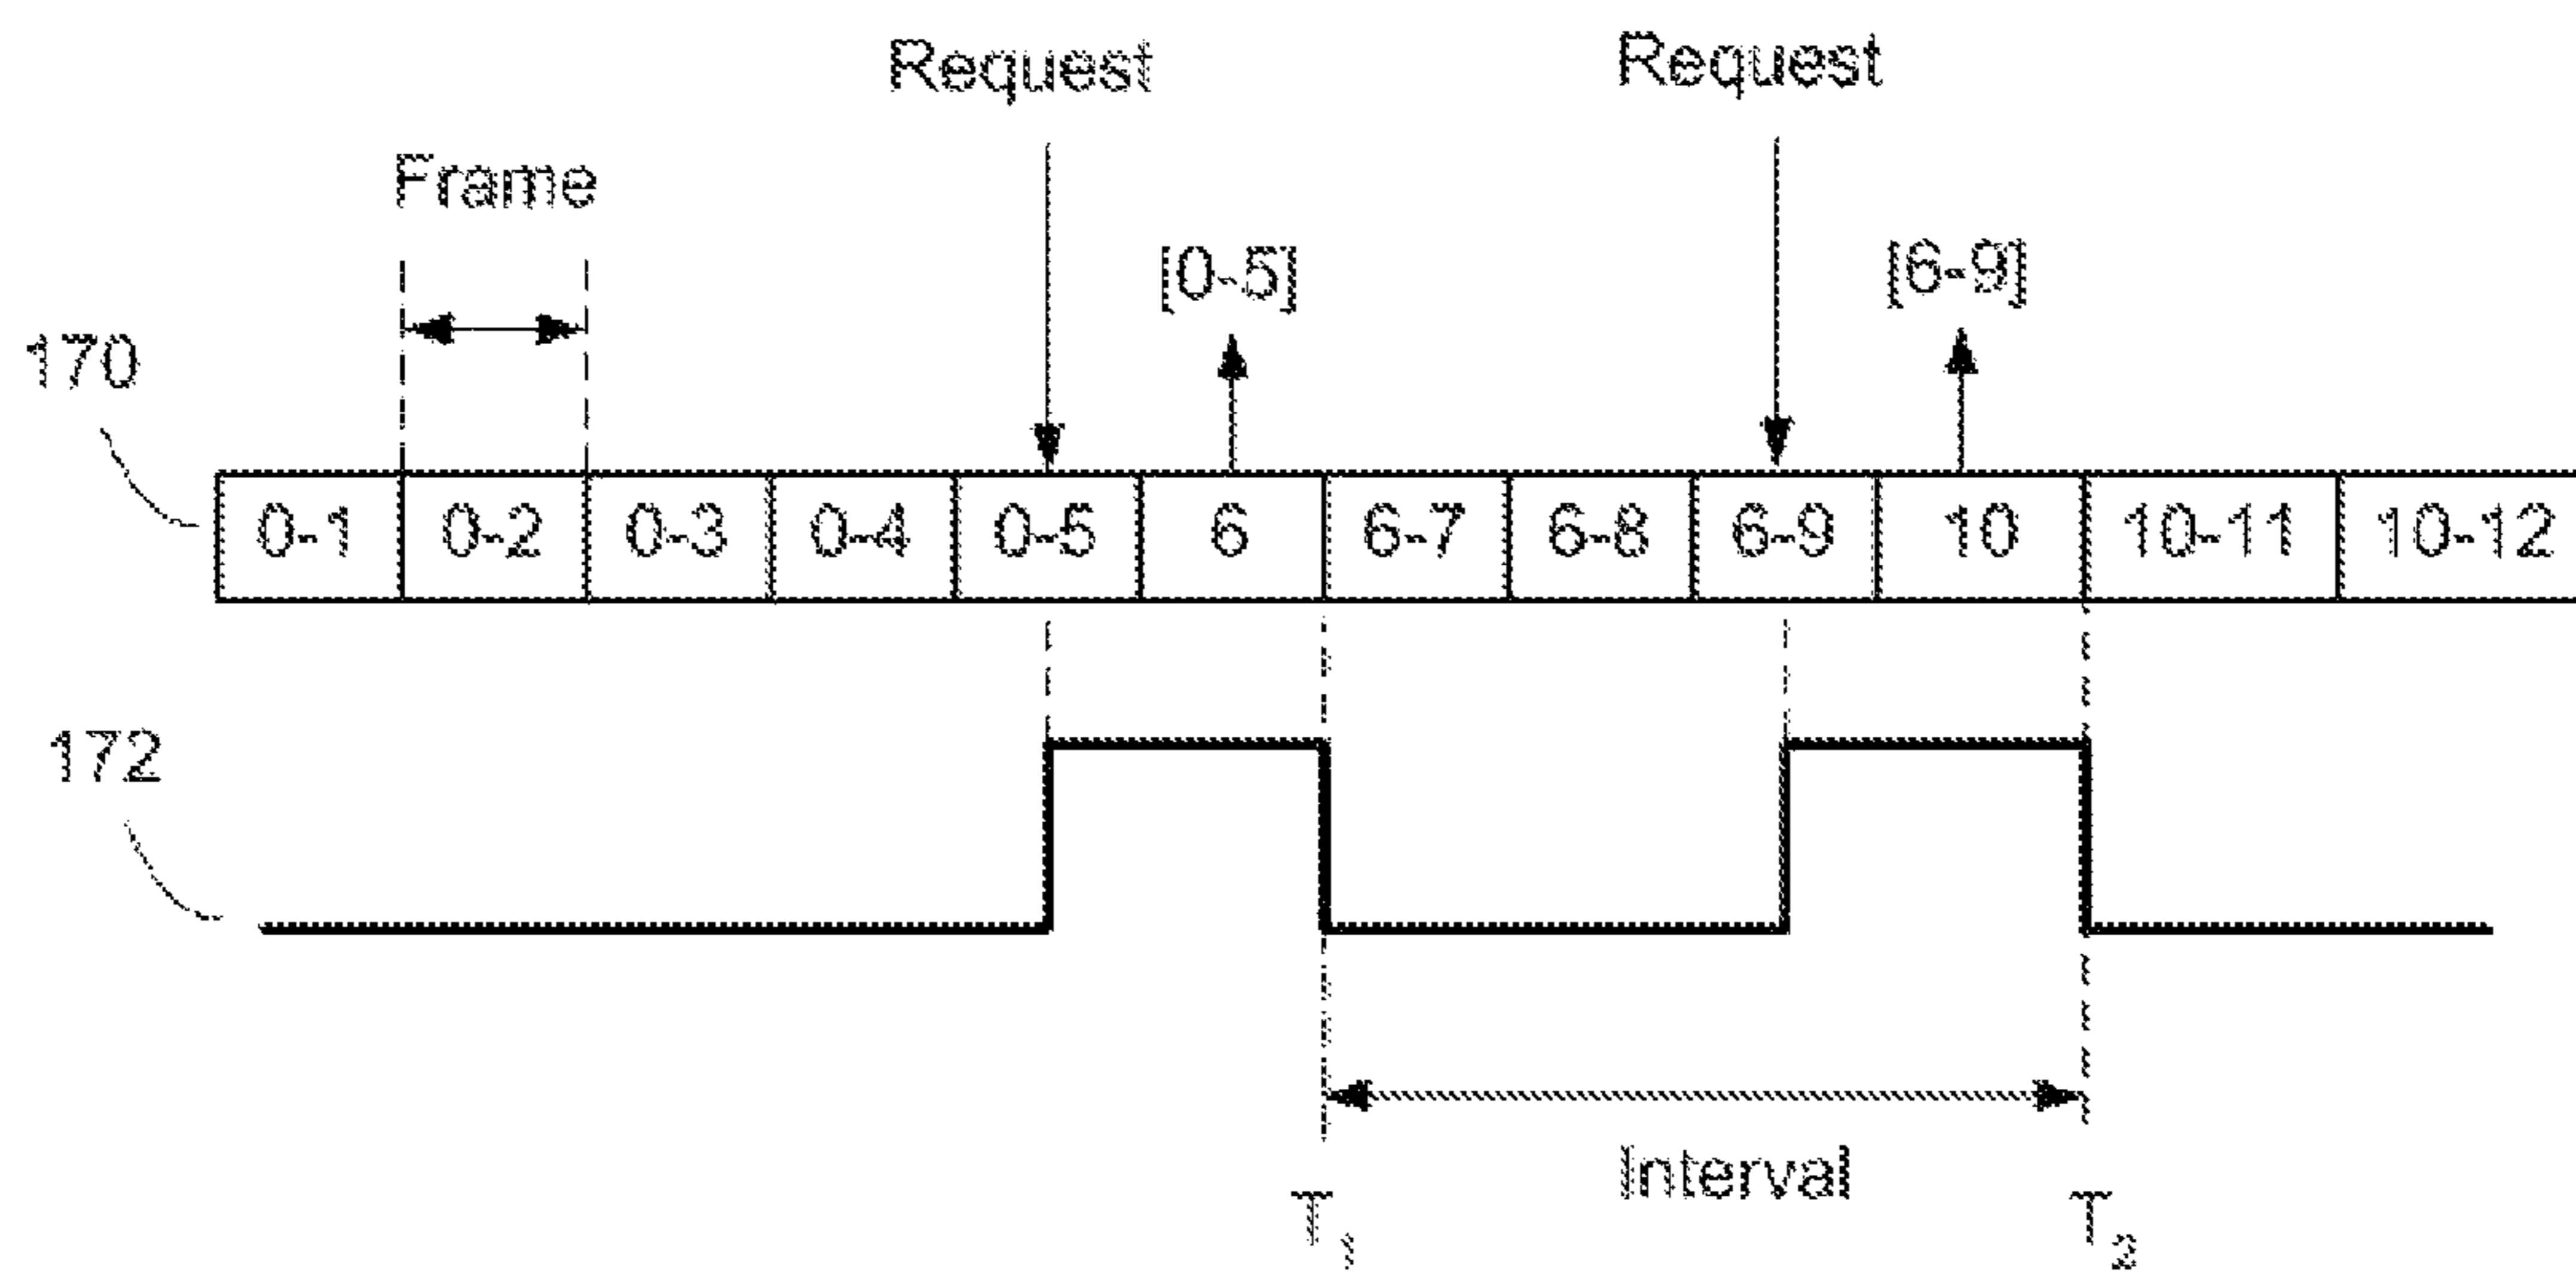 Request Request
Frame
[0-5] [6-9]
170
0-1 0-2 0-3 0-4 0-5 6 6-7 6-8 6-9 10 10-11 10-12
172
Interval
T1 T2